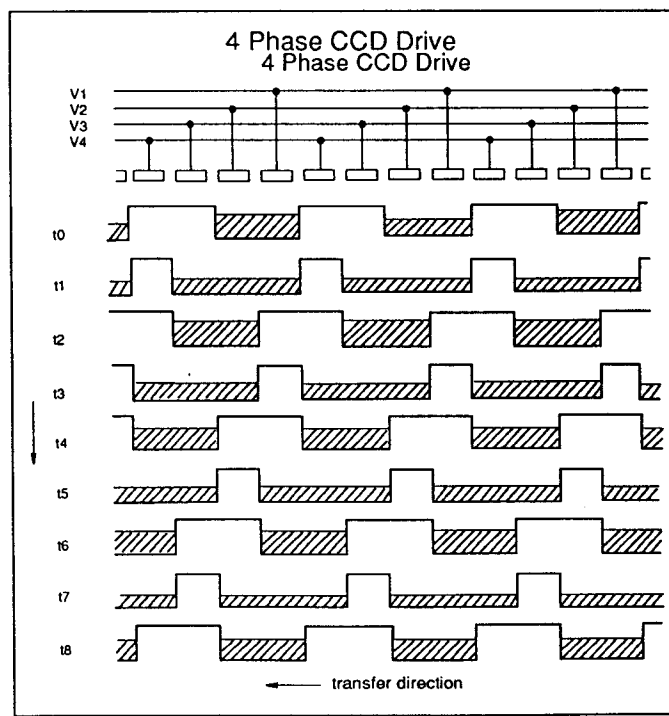 4 Phase CCD Drive
4 Phase CCD Drive
V1
V2
V3
V4
t0
t1
t2
t3
t4
t5
t6
t7
t8
transfer direction